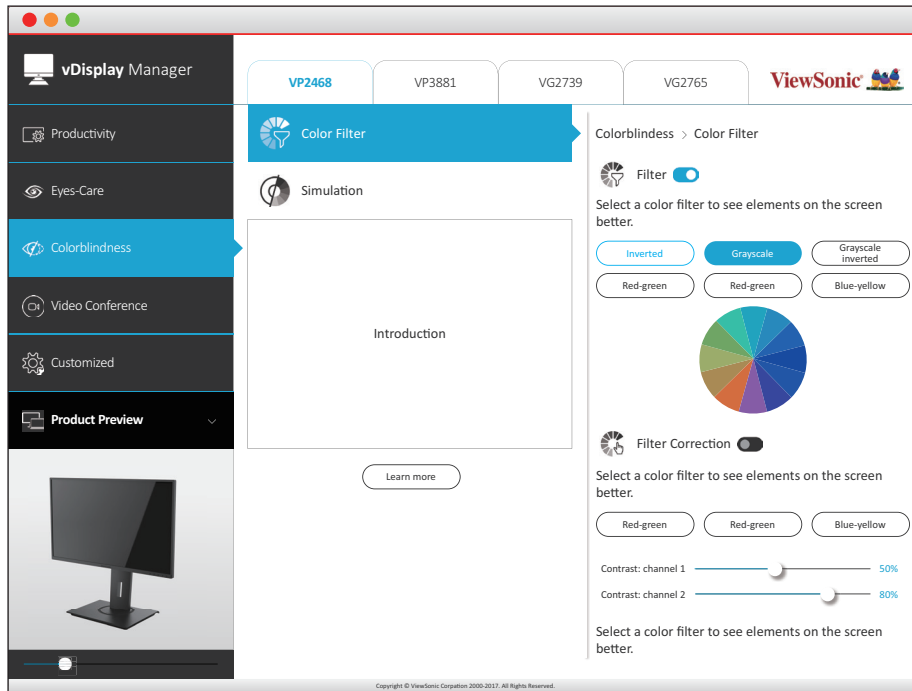 vDisplay Manager
VP2468
VP3881
VG2739
VG2765
ViewSonic
Productivity
Eyes-Care
Colorblindness
Video Conference
Customized
Product Preview
Color Filter
Simulation
Introduction
Learn more
Colorblindess > Color Filter
Filter
Select a color filter to see elements on the screen
better.
Inverted
Grayscale
Grayscale
inverted
Red-green
Red-green
Blue-yellow
Filter Correction
Select a color filter to see elements on the screen
better.
Red-green
Red-green
Blue-yellow
Contrast: channel 1
50%
Contrast: channel 2
80%
Select a color filter to see elements on the screen
better.
Copyright © ViewSonic Corpation 2000-2017. All Rights Reserved.